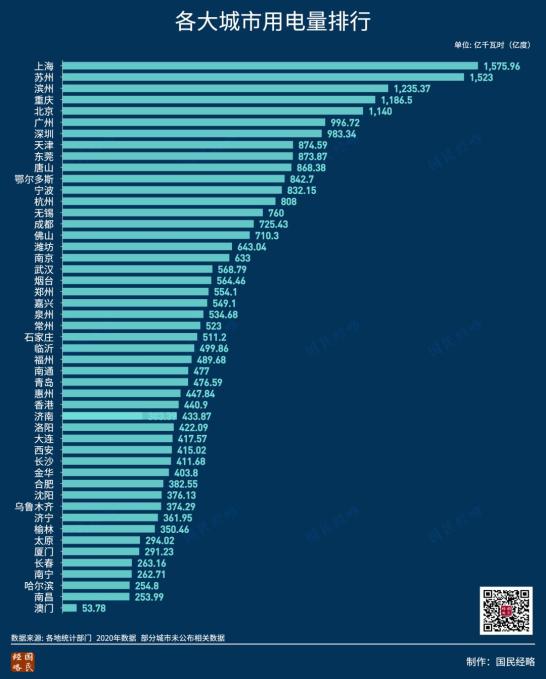 各大城市用电量排行
单位: 亿千瓦时（亿度）
上海 1,575.96
苏州 1,523
滨州 1,235.37
重庆 1,186.5
北京 1,140
广州 996.72
深圳 983.34
天津 874.59
东莞 873.87
唐山 868.38
鄂尔多斯 842.7
宁波 832.15
杭州 808
无锡 760
成都 725.43
佛山 710.3
潍坊 643.04
南京 633
武汉 568.79
烟台 564.46
郑州 554.1
嘉兴 549.1
泉州 534.68
常州 523
石家庄 511.2
临沂 499.86
福州 489.68
南通 477
青岛 476.59
惠州 447.84
香港 440.9
济南 433.87
洛阳 422.09
大连 417.57
西安 415.02
长沙 411.68
金华 403.8
合肥 382.55
沈阳 376.13
乌鲁木齐 374.29
济宁 361.95
榆林 350.46
太原 294.02
厦门 291.23
长春 263.16
南宁 262.71
哈尔滨 254.8
南昌 253.99
澳门 53.78
数据来源: 各地统计部门 2020年数据 部分城市未公布相关数据
国民经略
制作：国民经略